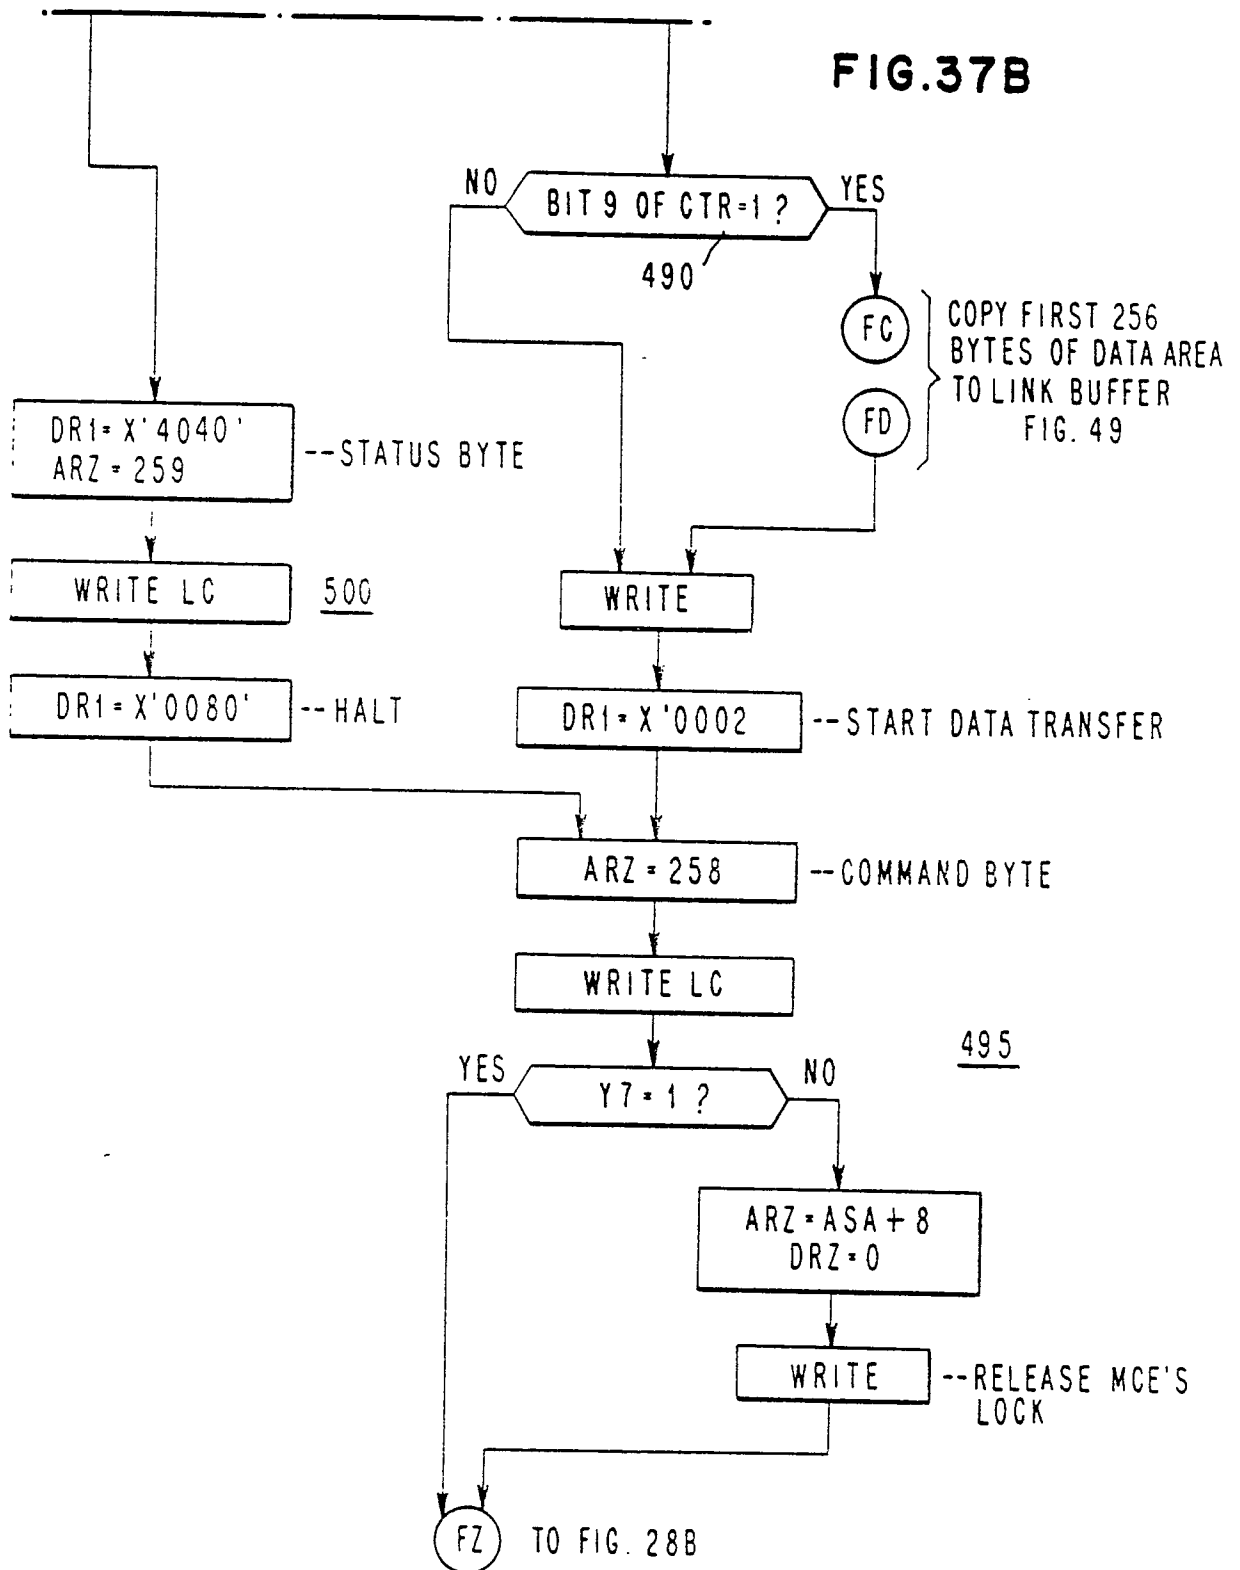 FIG.37B
NO
BIT 9 OF CTR=1 ?
YES
490
FC
FD
COPY FIRST 256
BYTES OF DATA AREA
TO LINK BUFFER
FIG. 49
DR1=X'4040'
ARZ=259
--STATUS BYTE
WRITE LC
500
DR1=X'0080'
--HALT
WRITE
DR1=X'0002
--START DATA TRANSFER
ARZ=258
--COMMAND BYTE
WRITE LC
495
YES
Y7=1 ?
NO
ARZ=ASA+8
DRZ=0
WRITE
--RELEASE MCE'S
LOCK
FZ
TO FIG. 28B